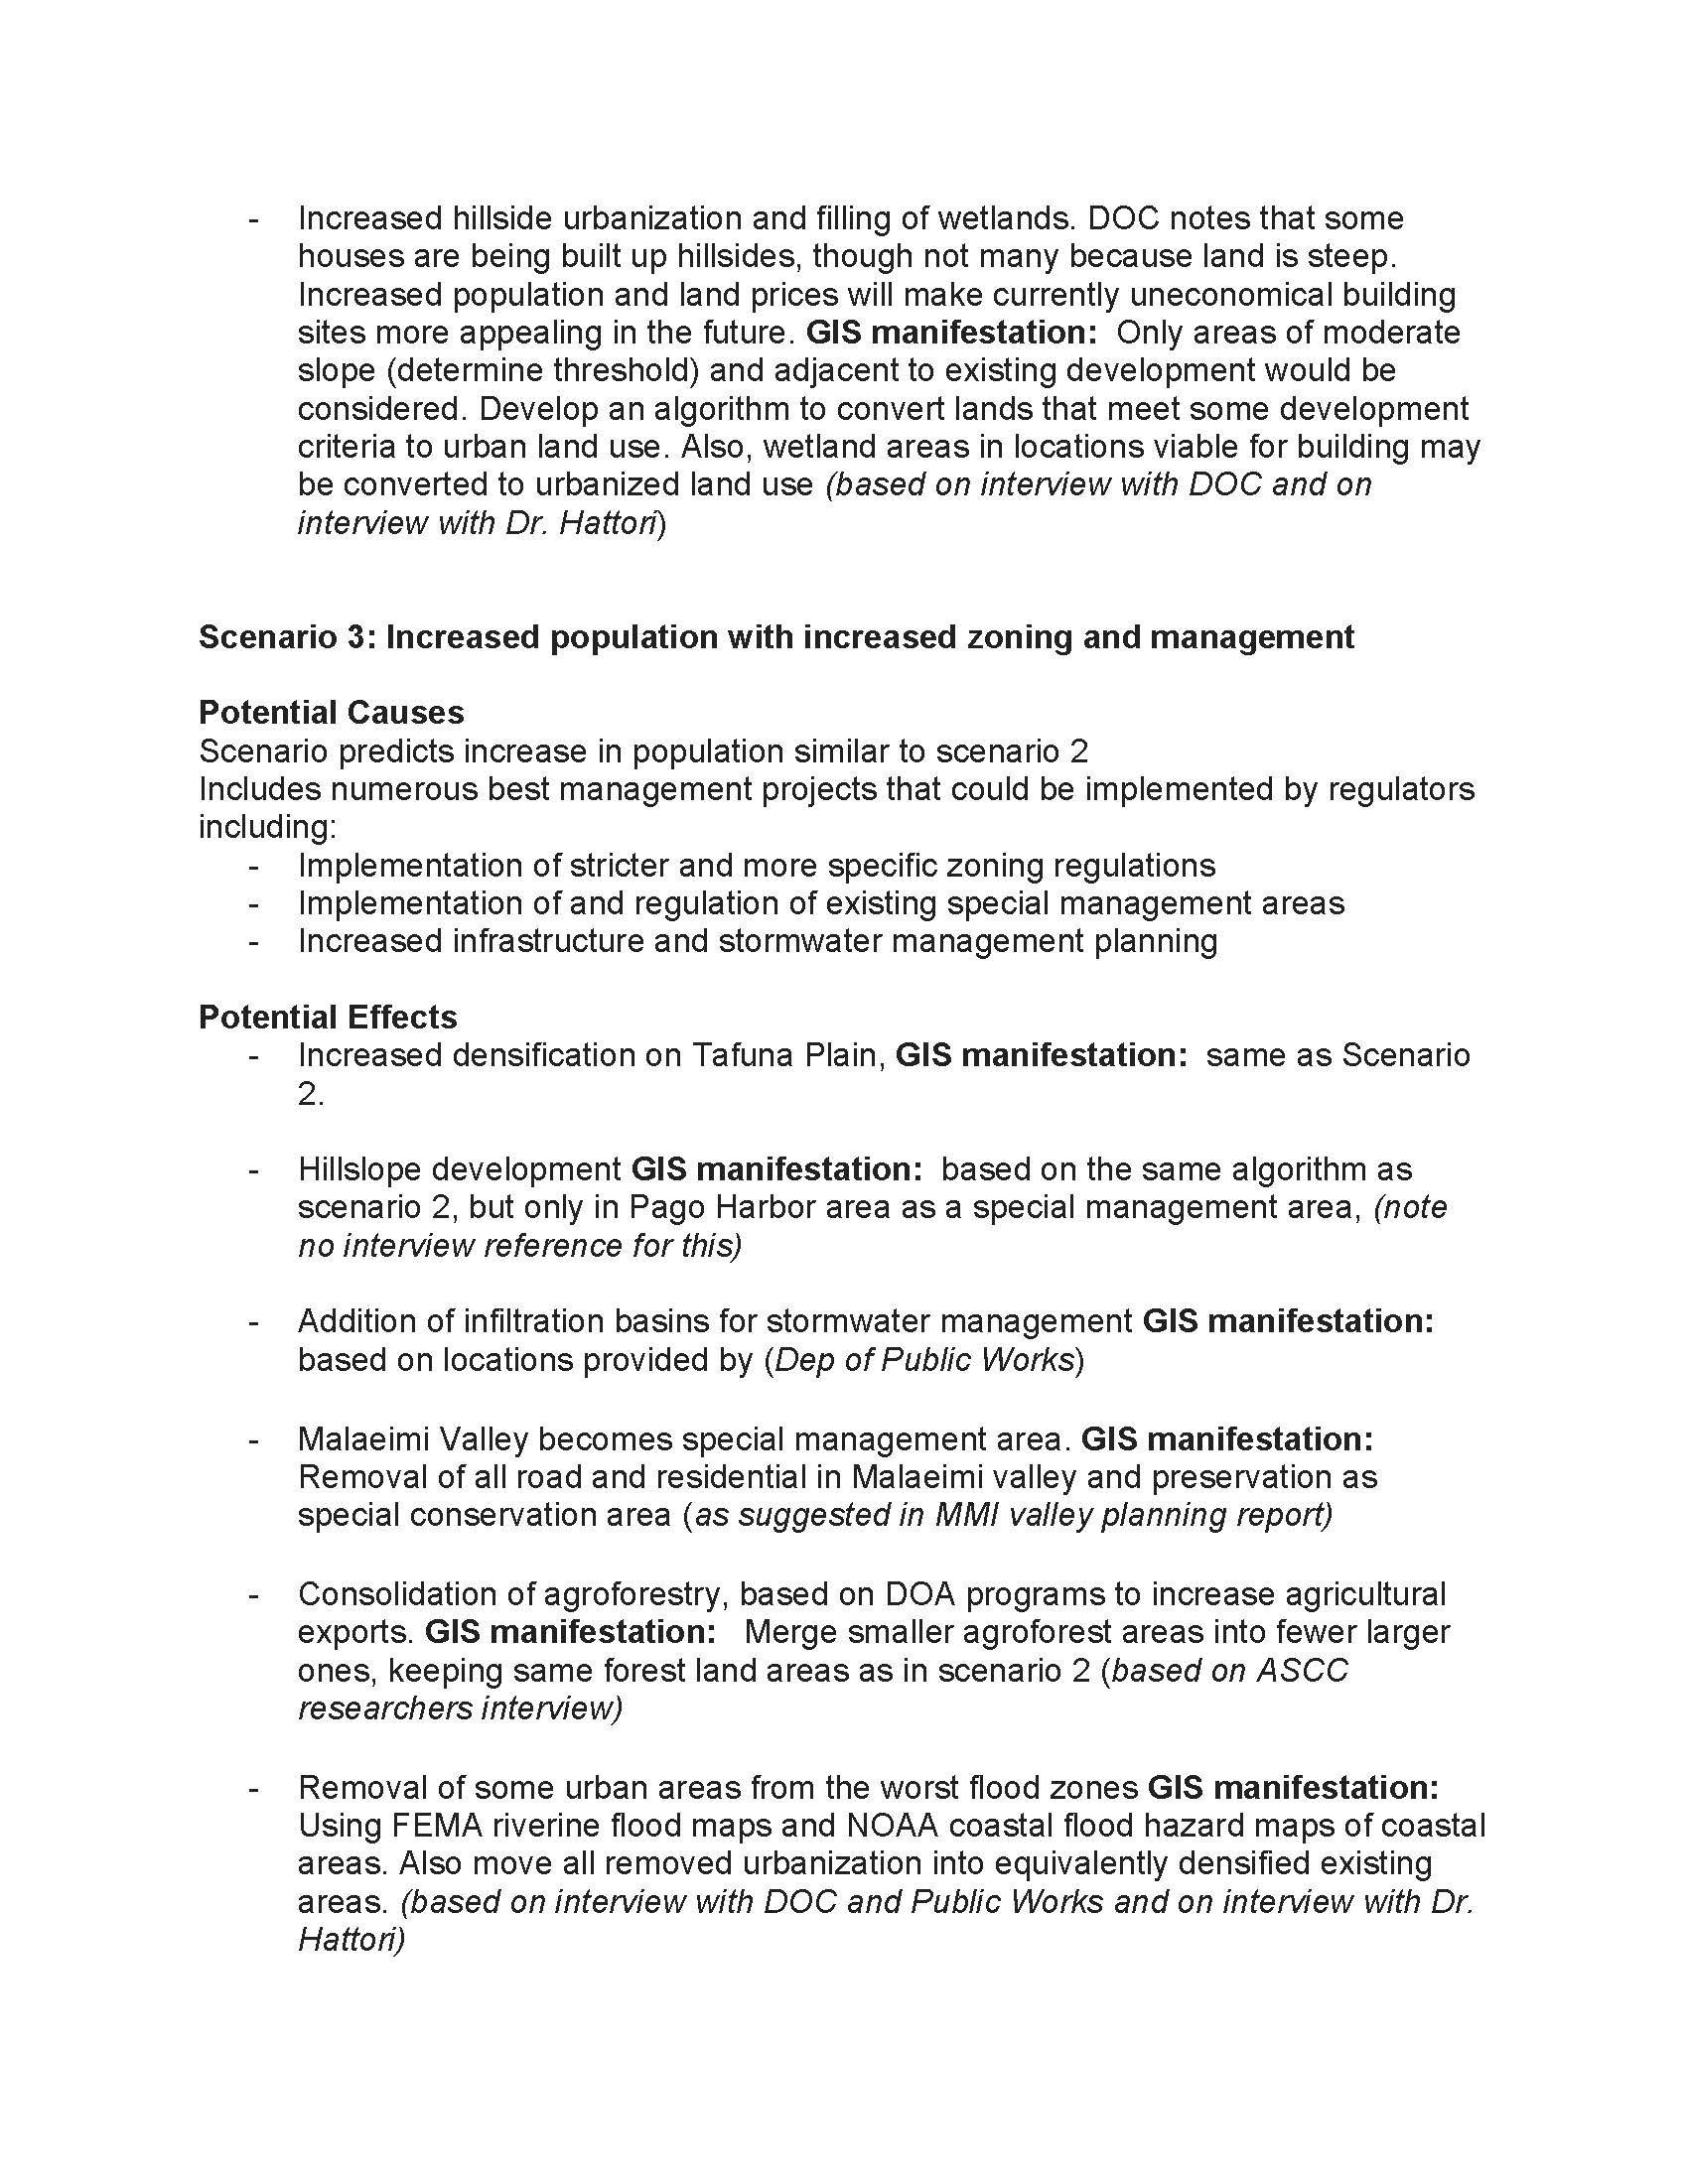 - Increased hillside urbanization and filling of wetlands. DOC notes that some
houses are being built up hillsides, though not many because land is steep.
Increased population and land prices will make currently uneconomical building
sites more appealing in the future. GIS manifestation:  Only areas of moderate
slope (determine threshold) and adjacent to existing development would be
considered. Develop an algorithm to convert lands that meet some development
criteria to urban land use. Also, wetland areas in locations viable for building may
be converted to urbanized land use (based on interview with DOC and on
interview with Dr. Hattori)
Scenario 3: Increased population with increased zoning and management
Potential Causes
Scenario predicts increase in population similar to scenario 2
Includes numerous best management projects that could be implemented by regulators
including:
- Implementation of stricter and more specific zoning regulations
- Implementation of and regulation of existing special management areas
- Increased infrastructure and stormwater management planning
Potential Effects
- Increased densification on Tafuna Plain, GIS manifestation:  same as Scenario
2.
- Hillslope development GIS manifestation:  based on the same algorithm as
scenario 2, but only in Pago Harbor area as a special management area, (note
no interview reference for this)
- Addition of infiltration basins for stormwater management GIS manifestation:
based on locations provided by (Dep of Public Works)
- Malaeimi Valley becomes special management area. GIS manifestation:
Removal of all road and residential in Malaeimi valley and preservation as
special conservation area (as suggested in MMI valley planning report)
- Consolidation of agroforestry, based on DOA programs to increase agricultural
exports. GIS manifestation:   Merge smaller agroforest areas into fewer larger
ones, keeping same forest land areas as in scenario 2 (based on ASCC
researchers interview)
- Removal of some urban areas from the worst flood zones GIS manifestation:
Using FEMA riverine flood maps and NOAA coastal flood hazard maps of coastal
areas. Also move all removed urbanization into equivalently densified existing
areas. (based on interview with DOC and Public Works and on interview with Dr.
Hattori)